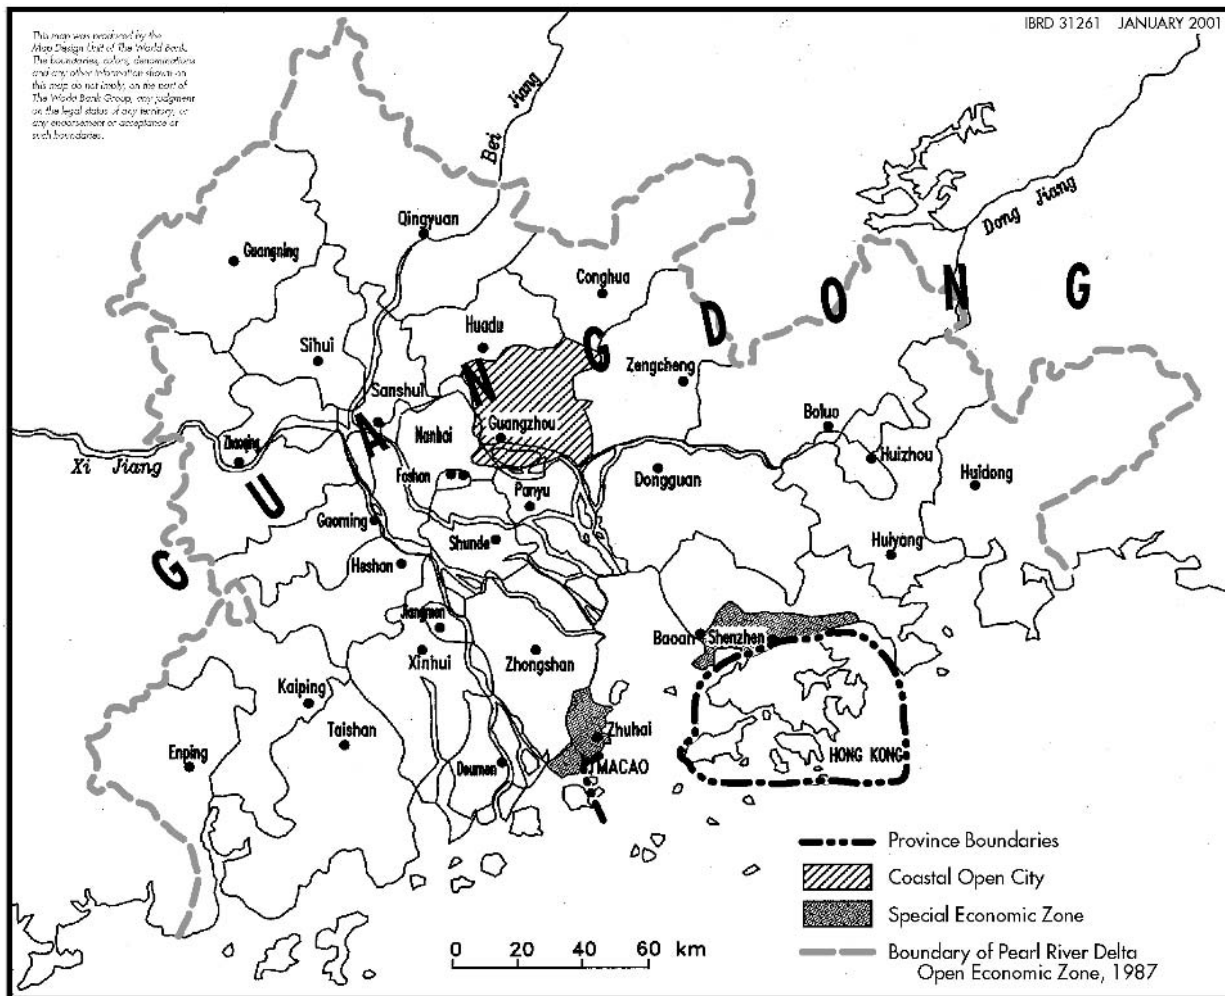 IBRD 31261 JANUARY 2001
This map was produced by the
Map Design Unit of The World Bank.
The boundaries, colors, denominations
and any other information shown on
this map do not imply, on the part of
The World Bank Group, any judgment
on the legal status of any territory, or
any endorsement or acceptance of
such boundaries.
Bei Jiang
Dong Jiang
Qingyuan
Guangning
Conghua
GUANGDONG
Huadu
Sihui
Zengcheng
Sanshui
Boluo
Nanhai
Guangzhou
Zhaoqing
Xi Jiang
Huizhou
Foshan
Dongguan
Huidong
Panyu
Gaoming
Shunde
Huiyang
Heshan
Jiangmen
Baoan
Shenzhen
Xinhui
Zhongshan
Kaiping
Taishan
Zhuhai
Enping
Doumen
MACAO
HONG KONG
Province Boundaries
Coastal Open City
Special Economic Zone
Boundary of Pearl River Delta
Open Economic Zone, 1987
0 20 40 60 km